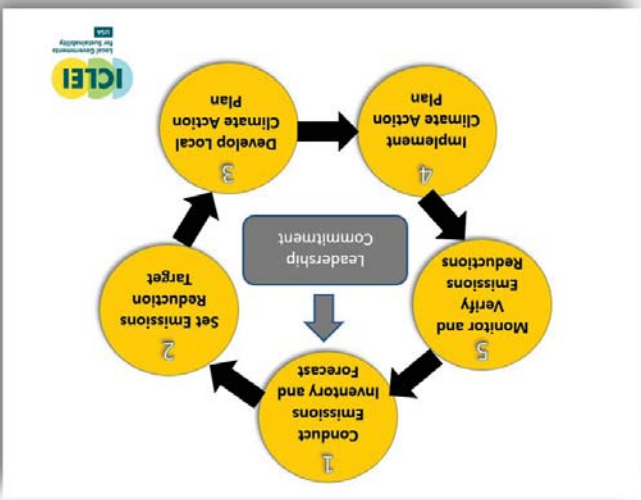 1
Conduct
Emissions
Inventory and
Forecast
2
Set Emissions
Reduction
Target
3
Develop Local
Climate Action
Plan
4
Implement
Climate Action
Plan
5
Monitor and
Verify
Emissions
Reductions
Leadership
Commitment
ICLEI
Local Governments
for Sustainability
USA